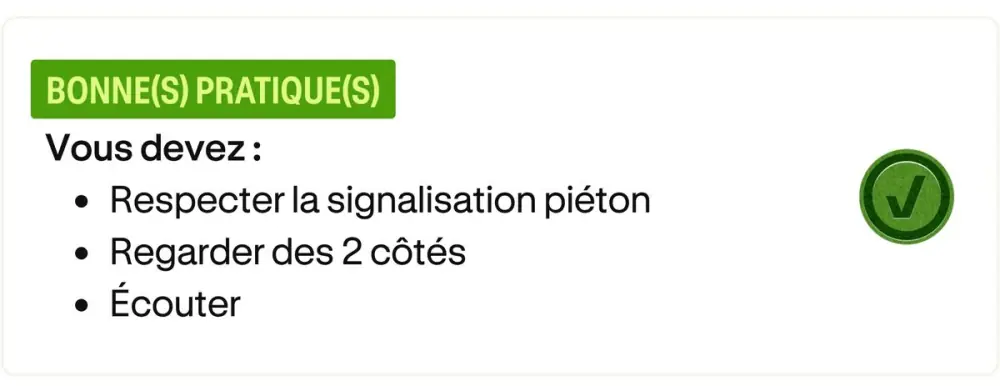 BONNE(S) PRATIQUE(S)
Vous devez :
• Respecter la signalisation piéton
• Regarder des 2 côtés
• Écouter